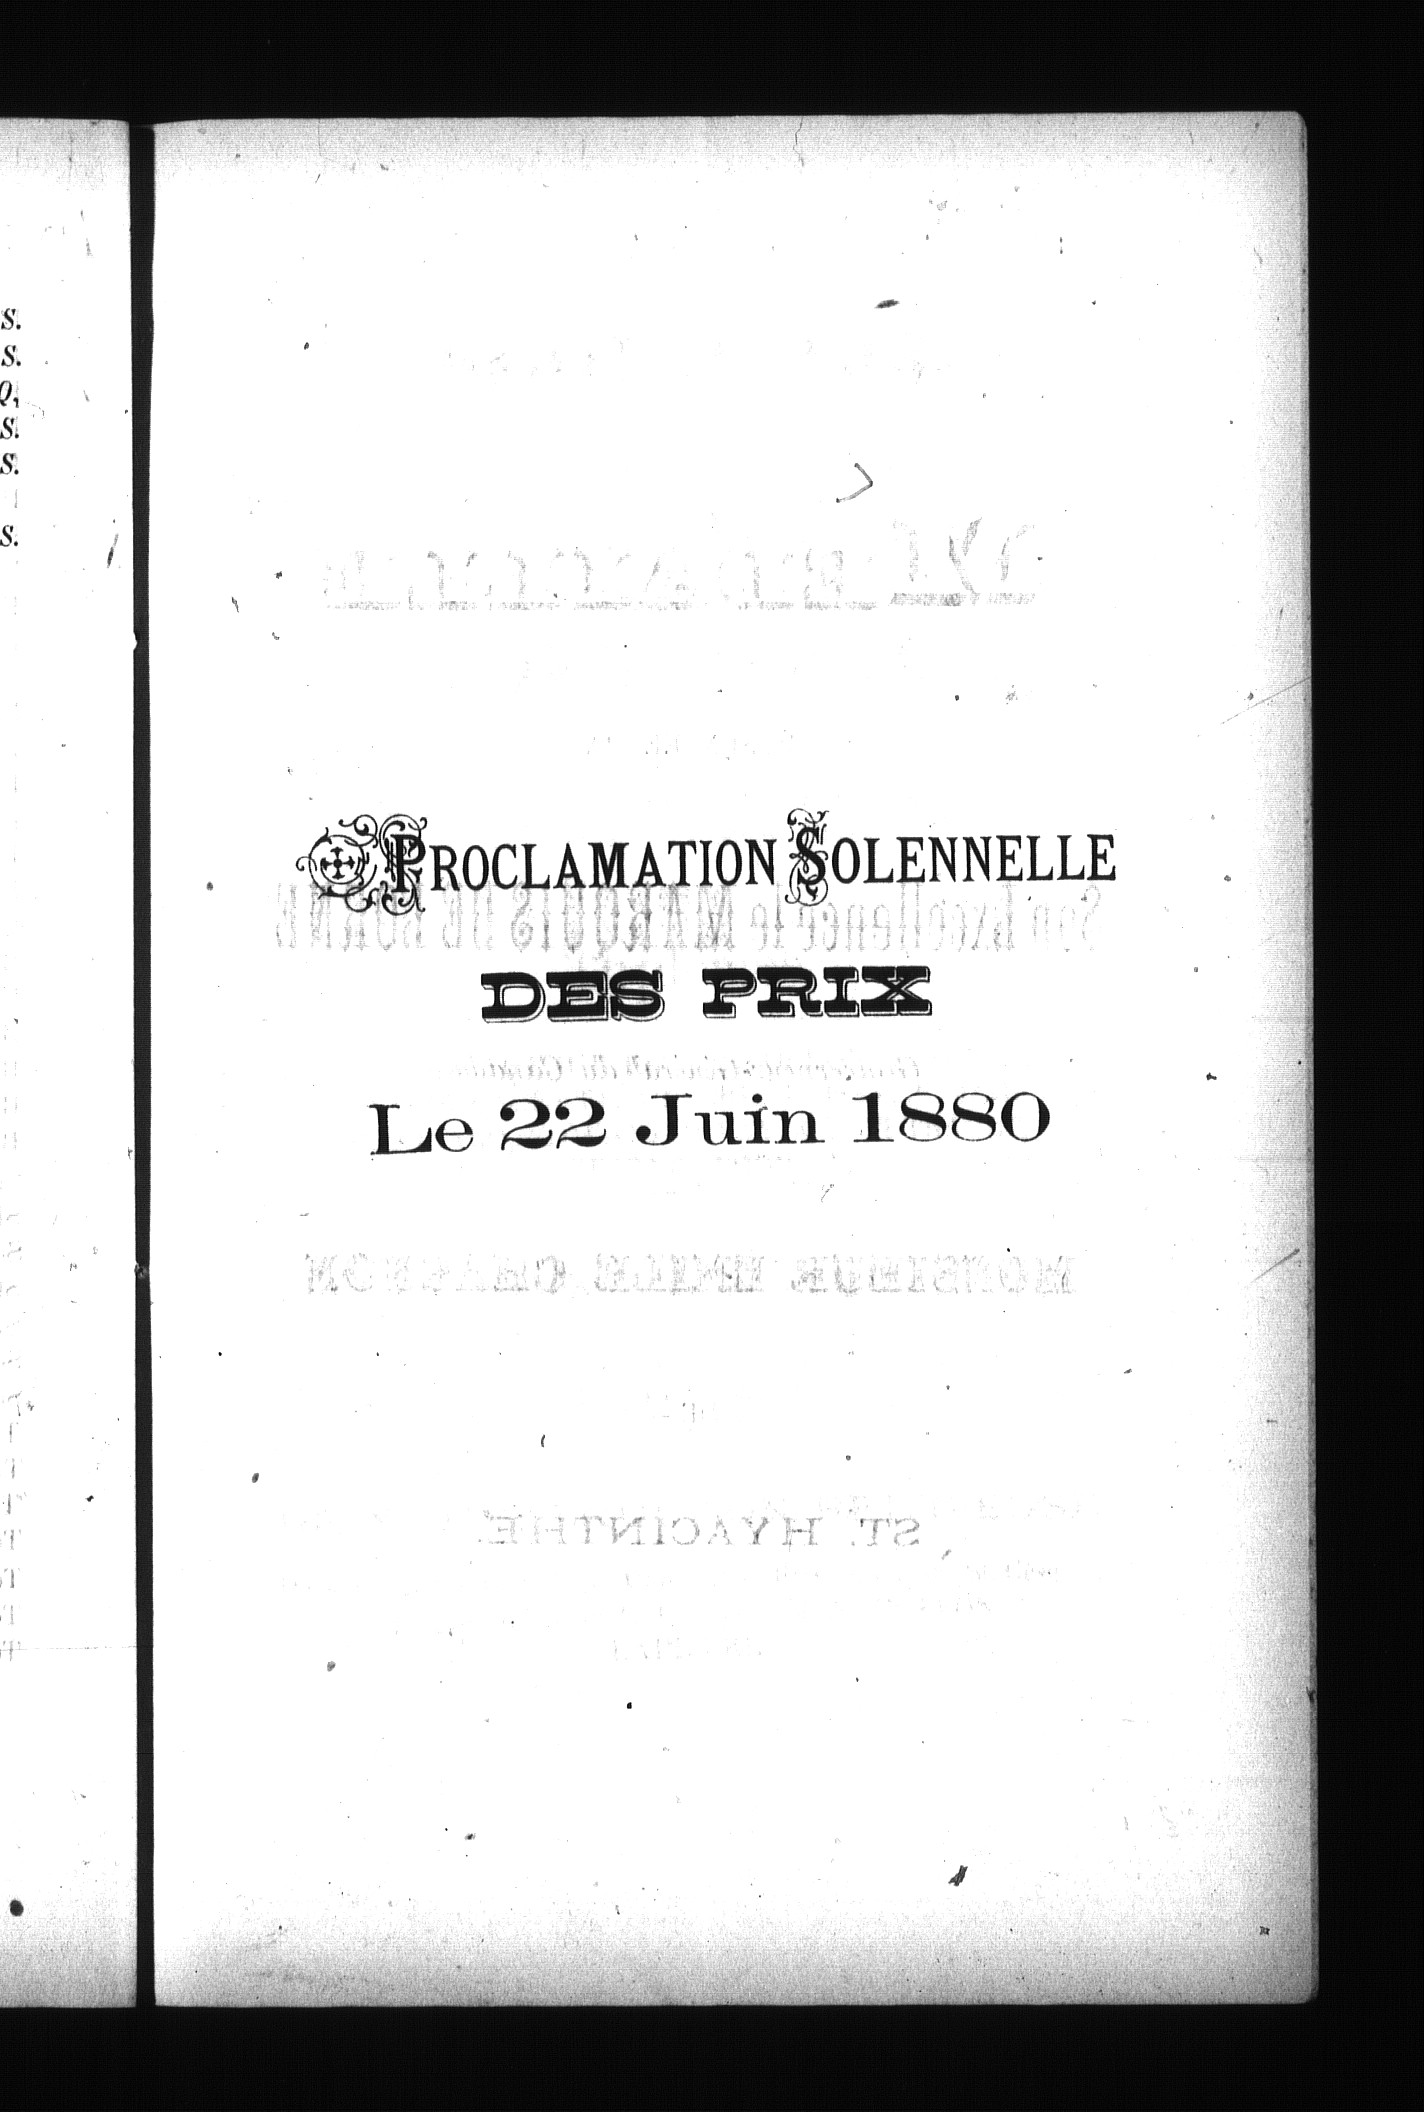 PROCLAMATION SOLENNELLE
DES PRIX
Le 22 Juin 1880